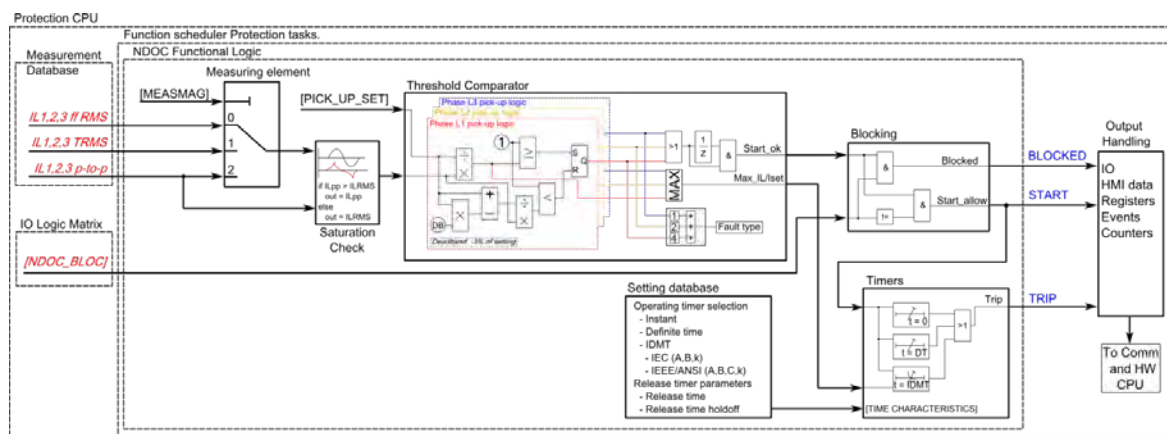 Protection CPU
Function scheduler Protection tasks.
Measurement
Database
IL1,2,3 ff RMS
IL1,2,3 TRMS
IL1,2,3 p-to-p
IO Logic Matrix
[NDOC_BLOC]
NDOC Functional Logic
Measuring element
[MEASMAG]
0
1
2
[PICK_UP_SET]
if ILpp > ILRMS
out = ILpp
else
out = ILRMS
Saturation
Check
Threshold Comparator
Phase L3 pick-up logic
Phase L2 pick-up logic
Phase L1 pick-up logic
1
S
Q
R
DB
Deadband
of setting
>1
1
Z
&
Start_ok
MAX
Max_IL/Iset
1
2
4
Fault type
Blocking
&
Blocked
&
Start_allow
!=
BLOCKED
START
TRIP
Output
Handling
IO
HMI data
Registers
Events
Counters
To Comm
and HW
CPU
Setting database
Operating timer selection
- Instant
- Definite time
- IDMT
- IEC (A,B,k)
- IEEE/ANSI (A,B,C,k)
Release timer parameters
- Release time
- Release time holdoff
Timers
Trip
t = 0
>1
t = DT
t = IDMT
[TIME CHARACTERISTICS]